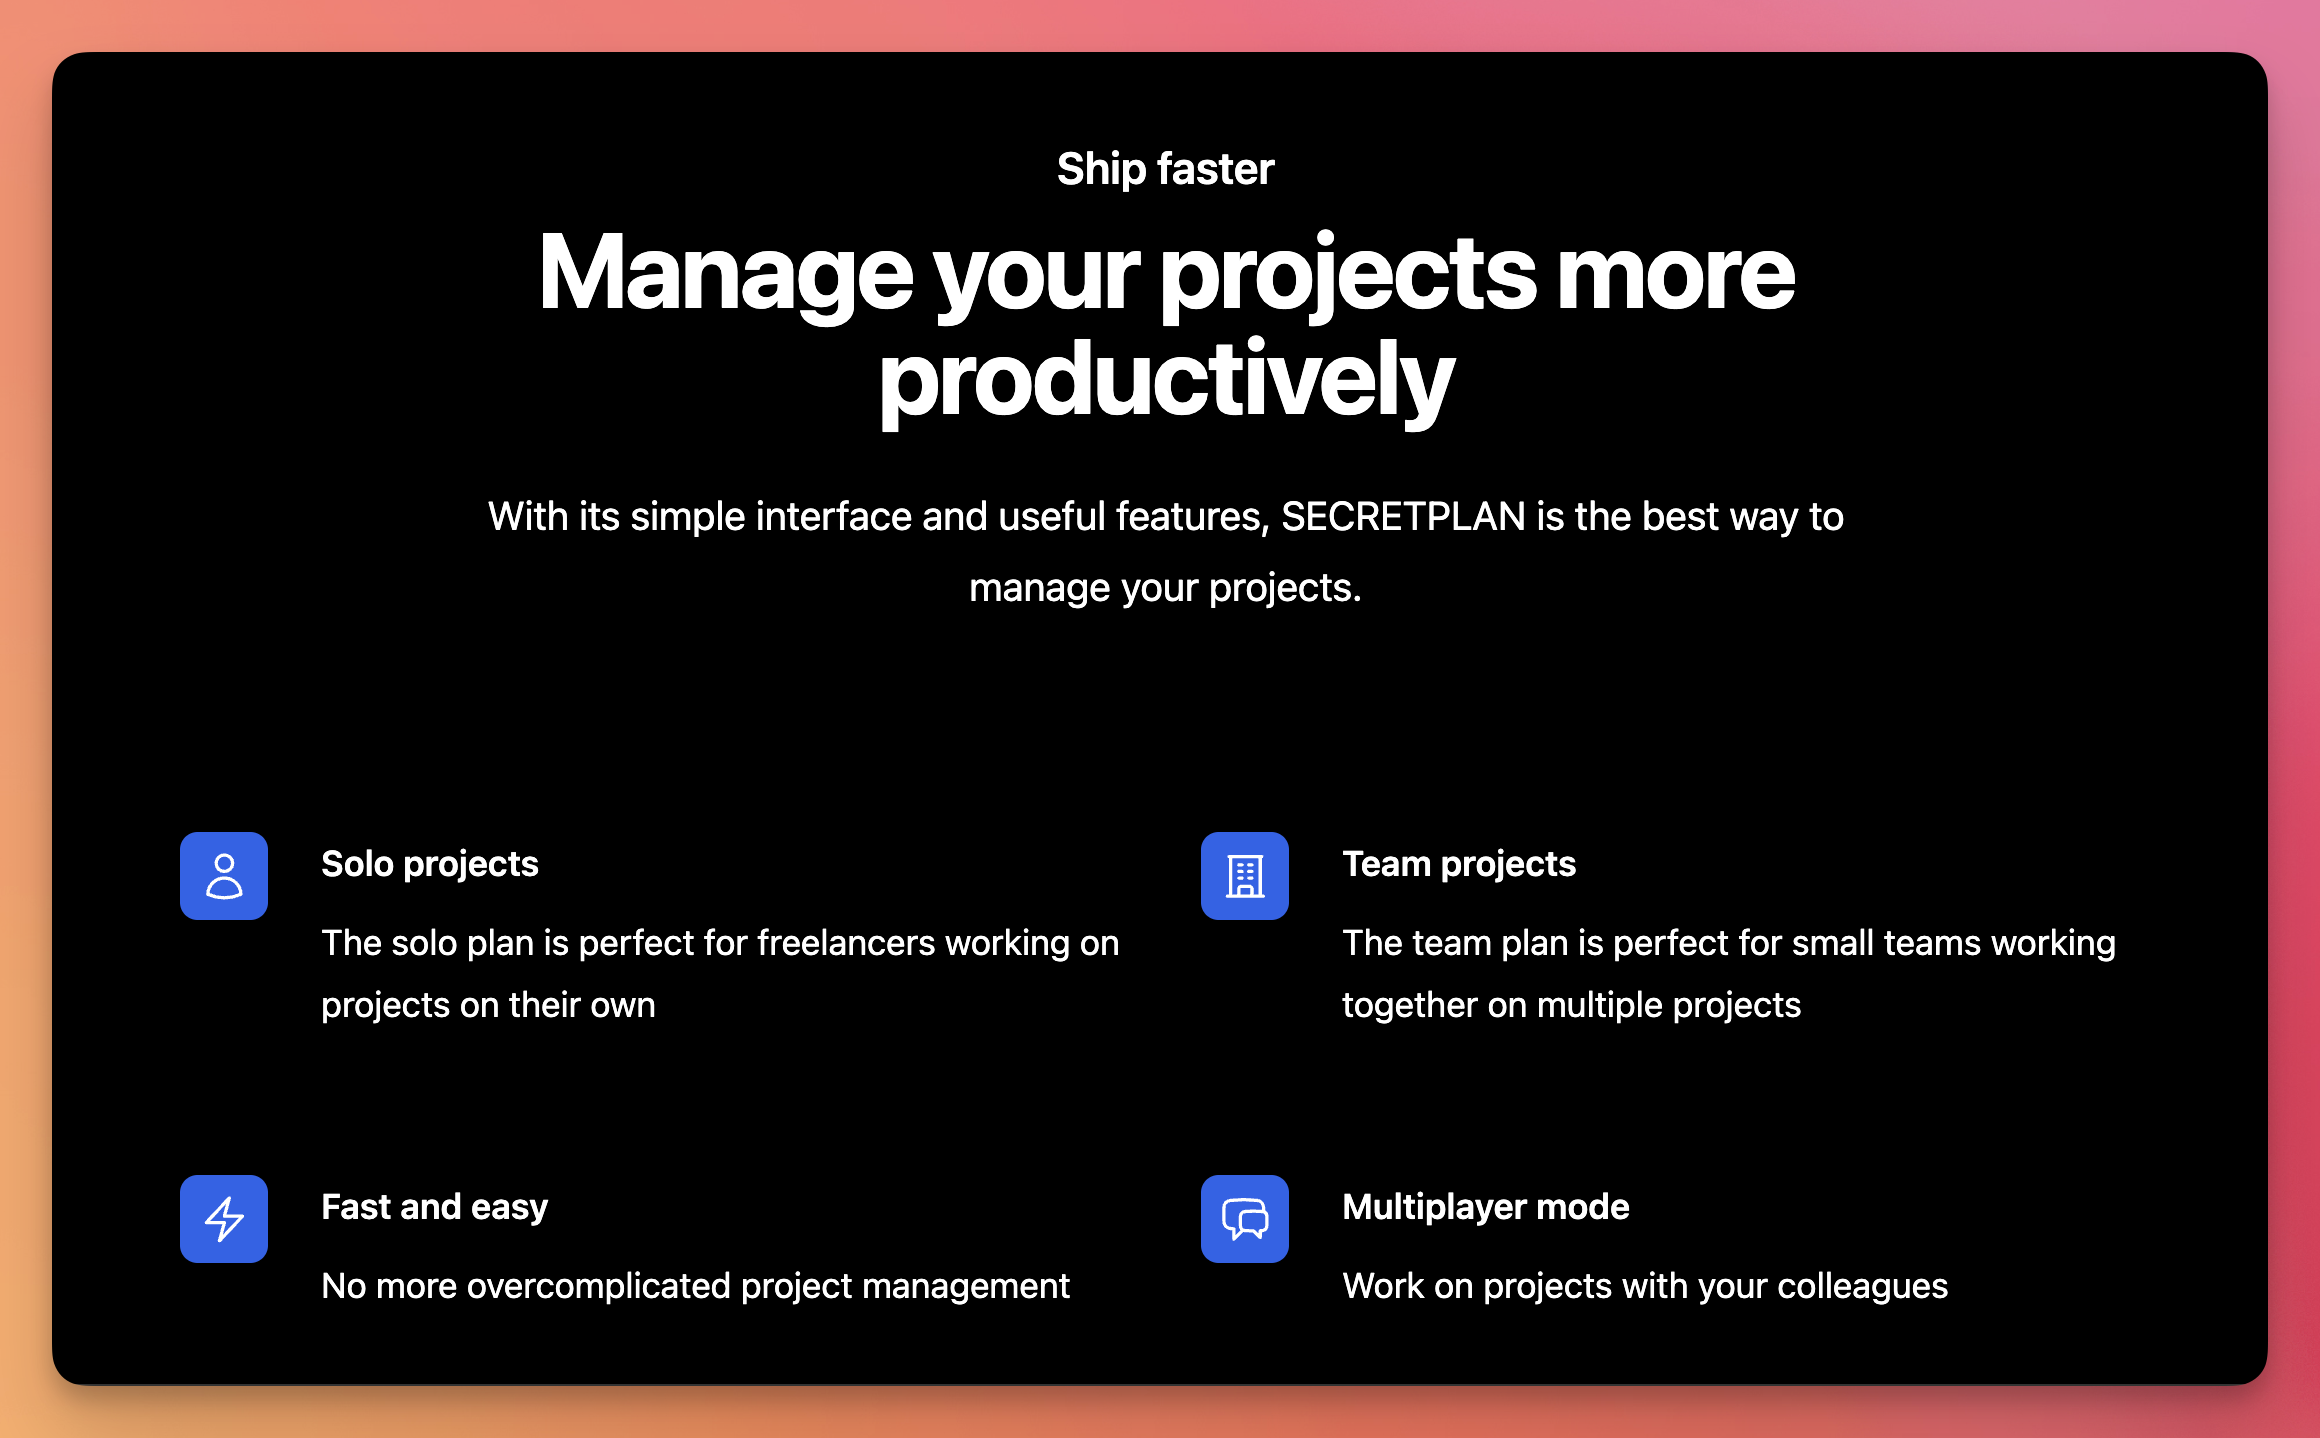 Ship faster
Manage your projects more
productively
With its simple interface and useful features, SECRETPLAN is the best way to
manage your projects.
Solo projects
The solo plan is perfect for freelancers working on
projects on their own
Team projects
The team plan is perfect for small teams working
together on multiple projects
Fast and easy
No more overcomplicated project management
Multiplayer mode
Work on projects with your colleagues